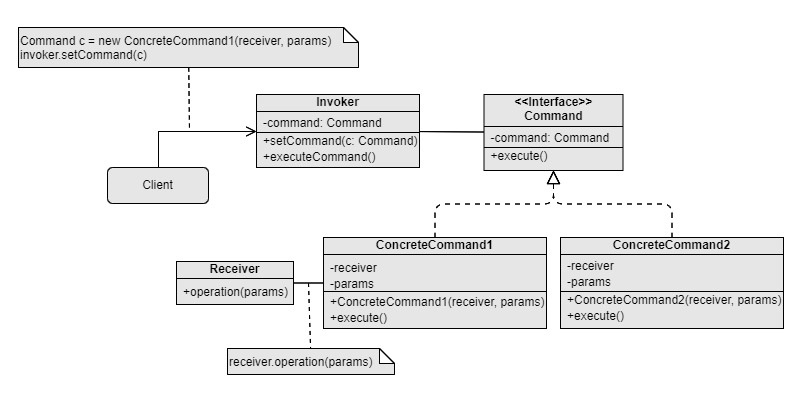 Command c = new ConcreteCommand1(receiver, params)
invoker.setCommand(c)
Invoker
-command: Command
+setCommand(c: Command)
+executeCommand()
<<Interface>>
Command
-command: Command
+execute()
Client
ConcreteCommand1
-receiver
-params
+ConcreteCommand1(receiver, params)
+execute()
ConcreteCommand2
-receiver
-params
+ConcreteCommand2(receiver, params)
+execute()
Receiver
+operation(params)
receiver.operation(params)